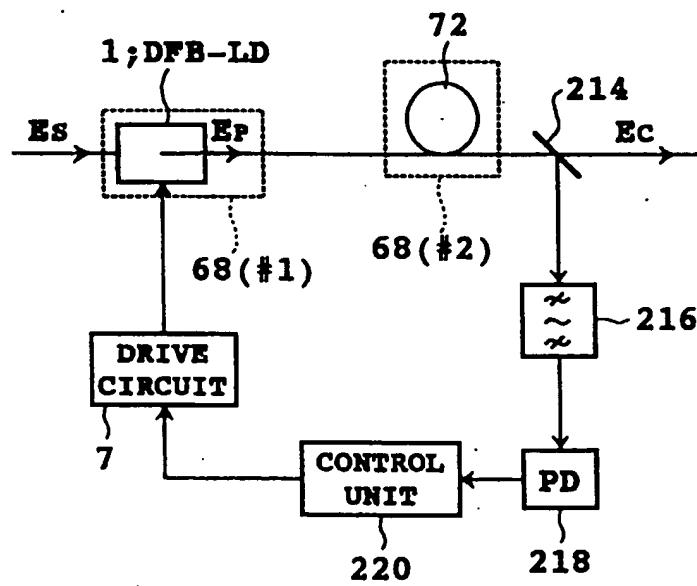 72
1;DFB-LD
214
Es
EP
Ec
68(#1)
68(#2)
216
DRIVE
CIRCUIT
7
CONTROL
UNIT
PD
220
218